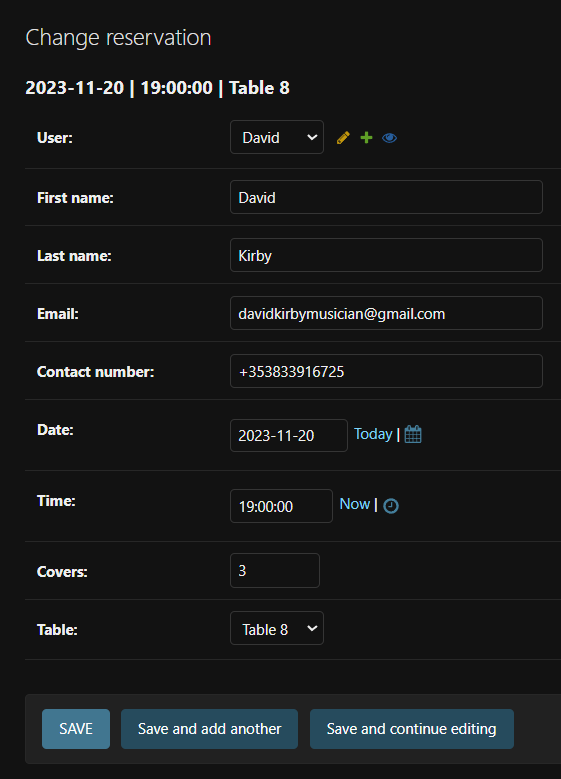 Change reservation
2023-11-20 | 19:00:00 | Table 8
User: David
First name: David
Last name: Kirby
Email: davidkirbymusician@gmail.com
Contact number: +353833916725
Date: 2023-11-20 Today |
Time: 19:00:00 Now |
Covers: 3
Table: Table 8
SAVE Save and add another Save and continue editing